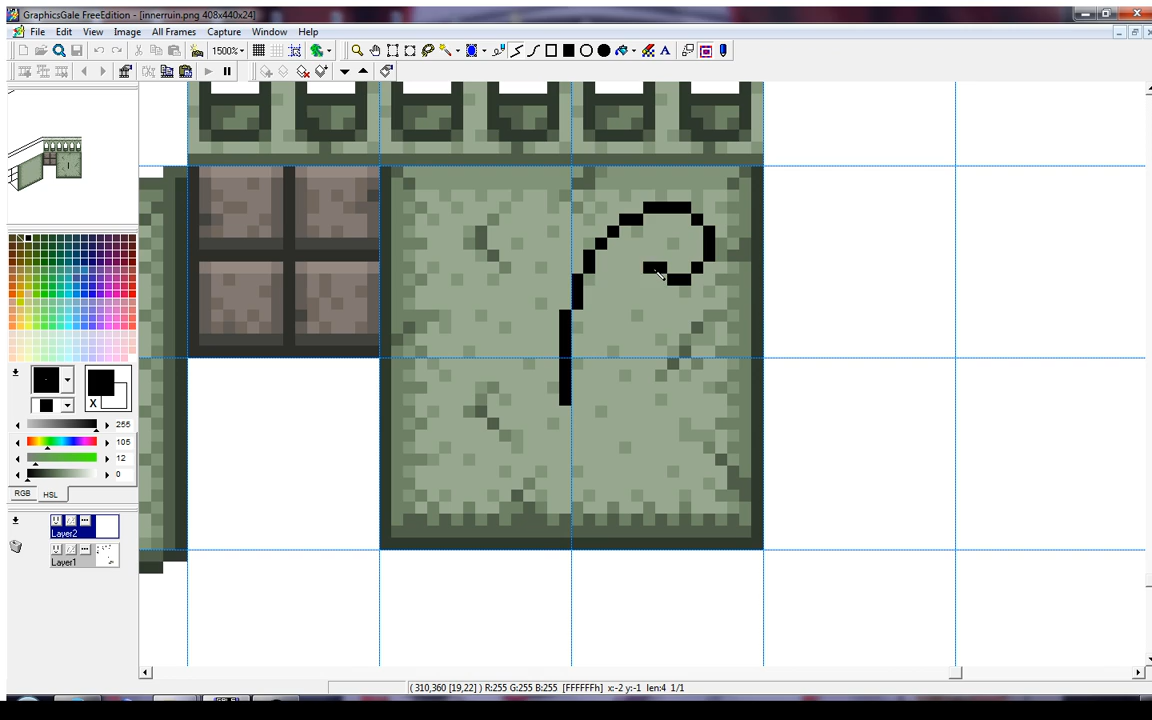 GraphicsGale FreeEdition - [innerruin.png 408x440x24]
File Edit View Image All Frames Capture Window Help
1500%
A
X
255
105
12
0
RGB HSL
Layer2
Layer1
( 310,360 [19,22] ) R:255 G:255 B:255 [FFFFFFh] x:-2 y:-1 len:4 1/1